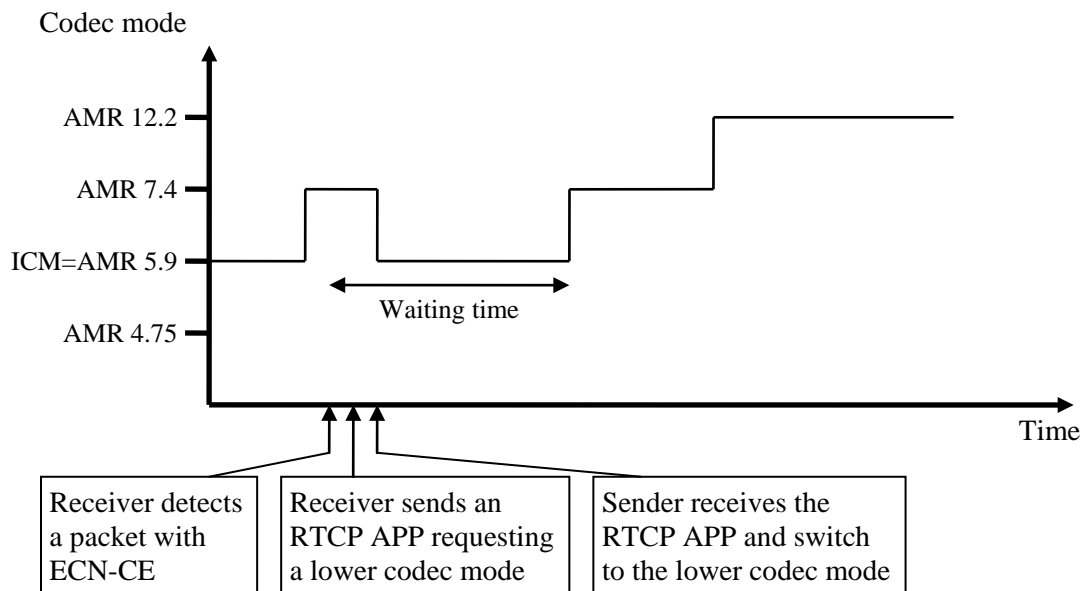 Codec mode
AMR 12.2
AMR 7.4
ICM=AMR 5.9
Waiting time
AMR 4.75
Time
Receiver detects
a packet with
ECN-CE
Receiver sends an
RTCP APP requesting
a lower codec mode
Sender receives the
RTCP APP and switch
to the lower codec mode